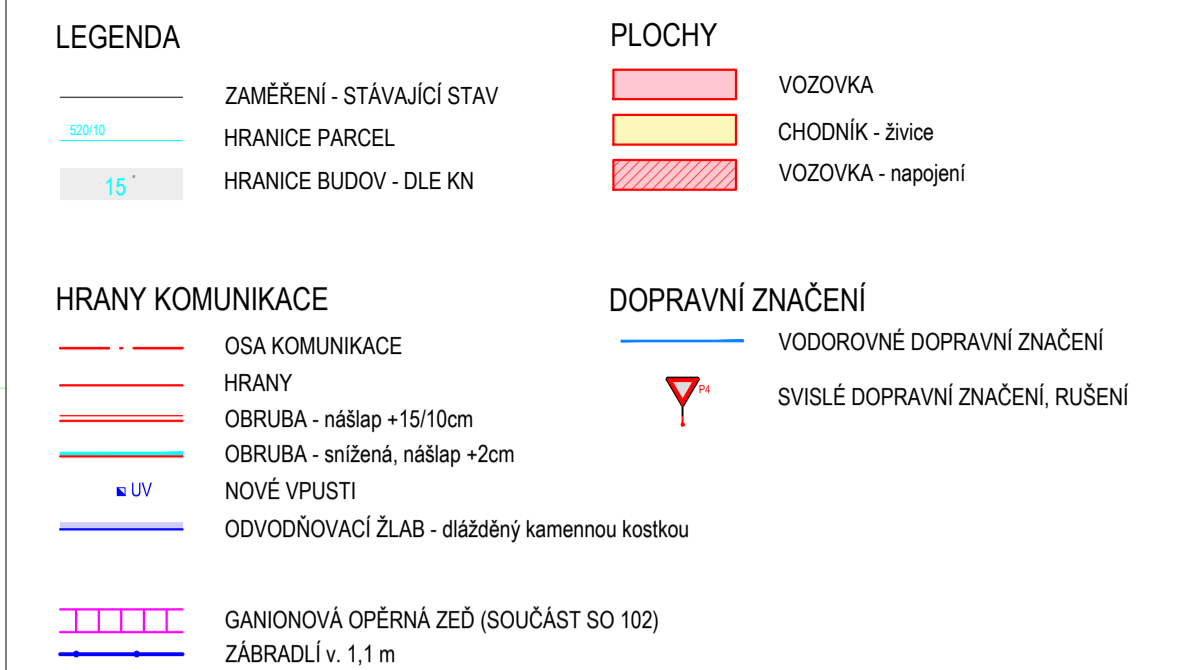 LEGENDA
ZAMĚŘENÍ - STÁVAJÍCÍ STAV
520/10
HRANICE PARCEL
15
HRANICE BUDOV - DLE KN
PLOCHY
VOZOVKA
CHODNÍK - živice
VOZOVKA - napojení
HRANY KOMUNIKACE
OSA KOMUNIKACE
HRANY
OBRUBA - nášlap +15/10cm
OBRUBA - snížená, nášlap +2cm
UV
NOVÉ VPUSTI
ODVODŇOVACÍ ŽLAB - dlážděný kamennou kostkou
GANIONOVÁ OPĚRNÁ ZEĎ (SOUČÁST SO 102)
ZÁBRADLÍ v. 1,1 m
DOPRAVNÍ ZNAČENÍ
VODOROVNÉ DOPRAVNÍ ZNAČENÍ
P4
SVISLÉ DOPRAVNÍ ZNAČENÍ, RUŠENÍ